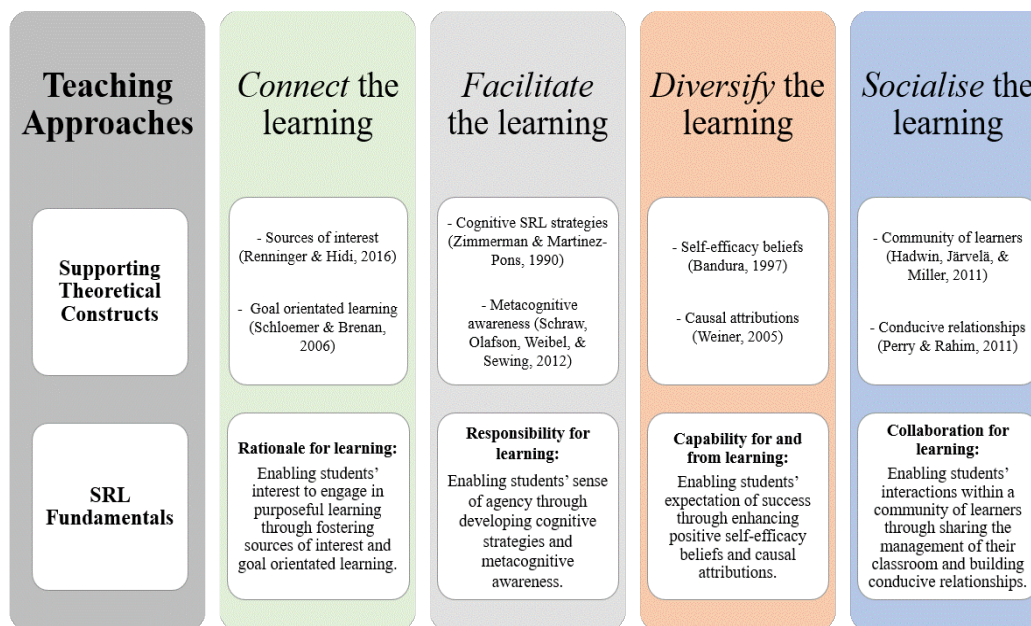 Teaching
Approaches
Connect the
learning
Facilitate
the learning
Diversify the
learning
Socialise the
learning
Supporting
Theoretical
Constructs
- Sources of interest
(Renninger & Hidi, 2016)
- Goal orientated learning
(Schloemer & Brenan,
2006)
- Cognitive SRL strategies
(Zimmerman & Martinez-
Pons, 1990)
- Metacognitive
awareness (Schraw,
Olafson, Weibel, &
Sewing, 2012)
- Self-efficacy beliefs
(Bandura, 1997)
- Causal attributions
(Weiner, 2005)
- Community of learners
(Hadwin, Järvelä, &
Miller, 2011)
- Conducive relationships
(Perry & Rahim, 2011)
SRL
Fundamentals
Rationale for learning:
Enabling students’
interest to engage in
purposeful learning
through fostering
sources of interest and
goal orientated learning.
Responsibility for
learning:
Enabling students’ sense
of agency through
developing cognitive
strategies and
metacognitive
awareness.
Capability for and
from learning:
Enabling students’
expectation of success
through enhancing
positive self-efficacy
beliefs and causal
attributions.
Collaboration for
learning:
Enabling students’
interactions within a
community of learners
through sharing the
management of their
classroom and building
conducive relationships.